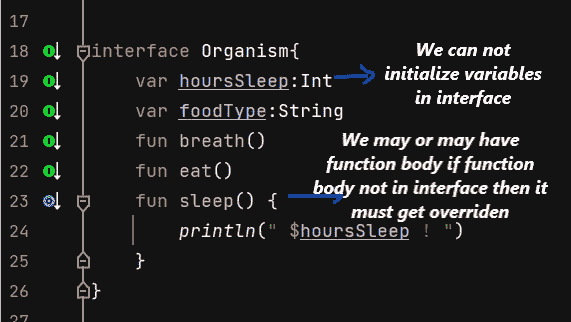 17
18 interface Organism{
We can not
initialize variables
in interface
19 var hoursSleep:Int
20 var foodType:String
21 fun breath()
We may or may have
function body if function
body not in interface then it
must get overriden
22 fun eat()
23 fun sleep() {
24 println(" $hoursSleep ! ")
25 }
26 }